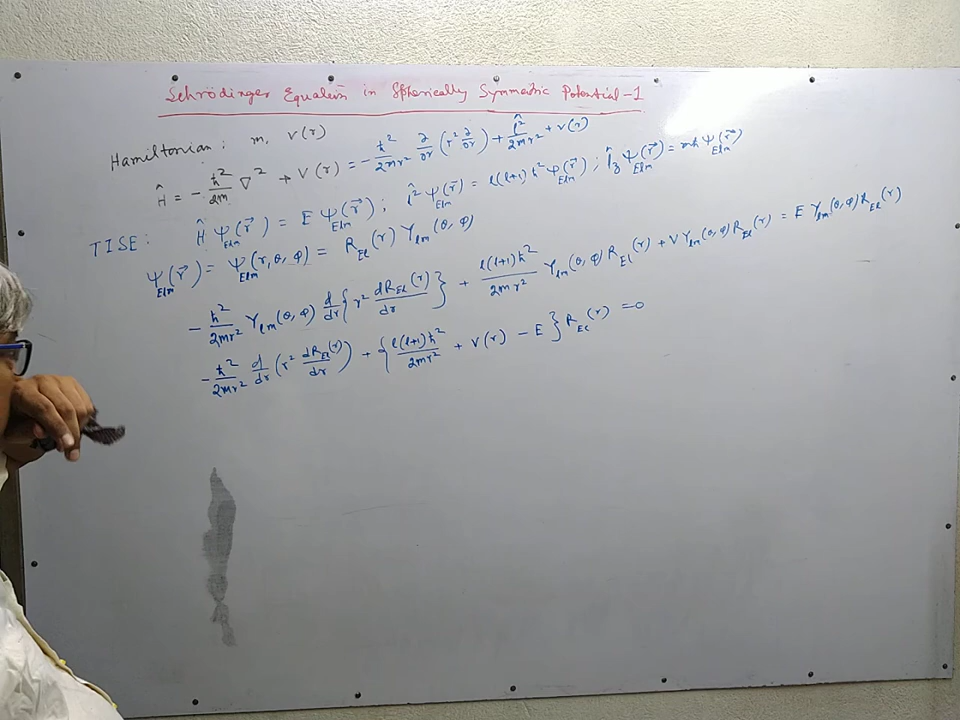 Schrödinger Equation in Spherically Symmetric Potential-1
Hamiltonian: m, V(r)
Ĥ = -ħ²/2m ∇² + V(r) = -ħ²/2mr² ∂/∂r (r² ∂/∂r) + l̂²/2mr² + V(r)
TISE: Ĥ Ψ_Elm(r⃗) = E Ψ_Elm(r⃗); l̂² Ψ_Elm(r⃗) = l(l+1)ħ² Ψ_Elm(r⃗); l̂_z Ψ_Elm(r⃗) = mħ Ψ_Elm(r⃗)
Ψ_Elm(r⃗) = Ψ_Elm(r, θ, φ) = R_El(r) Y_lm(θ, φ)
-ħ²/2mr² Y_lm(θ, φ) d/dr {r² dR_El(r)/dr} + l(l+1)ħ²/2mr² Y_lm(θ, φ) R_El(r) + V Y_lm(θ, φ) R_El(r) = E Y_lm(θ, φ) R_El(r)
-ħ²/2mr² d/dr (r² dR_El(r)/dr) + {l(l+1)ħ²/2mr² + V(r) - E} R_El(r) = 0